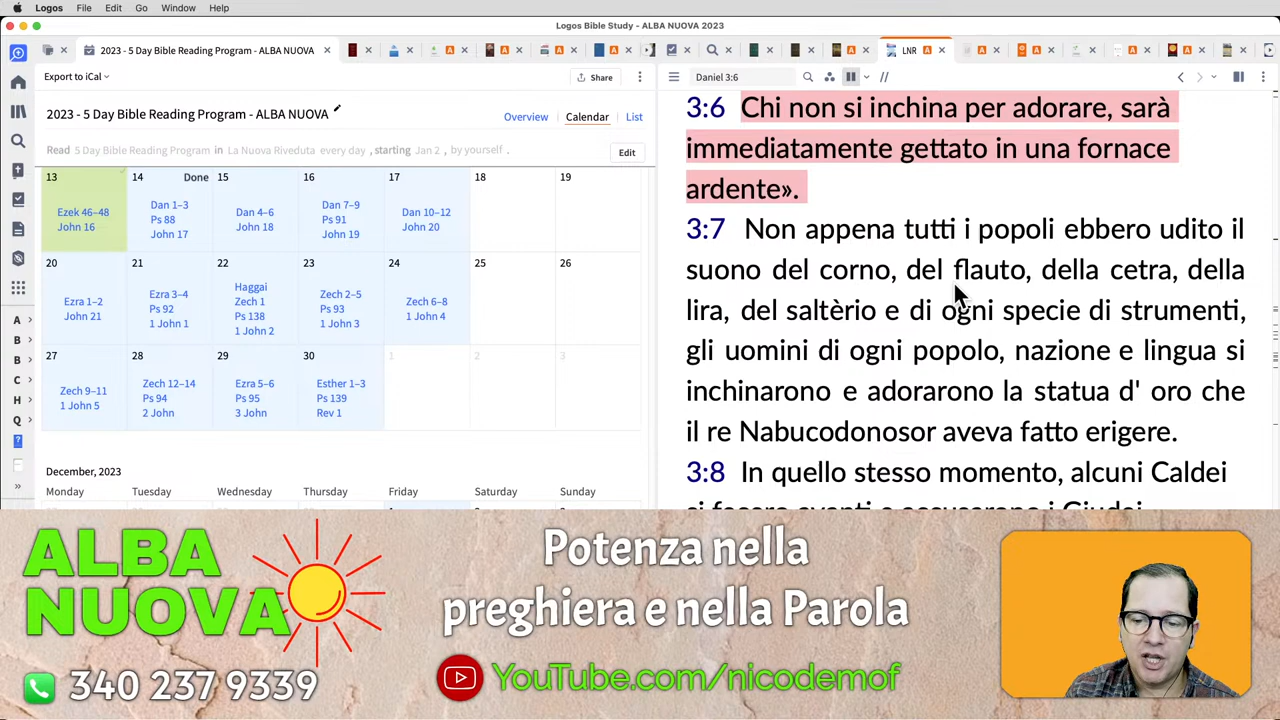 Logos File Edit Go Window Help
Logos Bible Study - ALBA NUOVA 2023
2023 - 5 Day Bible Reading Program - ALBA NUOVA
LNR
Export to iCal
Share
Daniel 3:6
2023 - 5 Day Bible Reading Program - ALBA NUOVA
Overview Calendar List
Read 5 Day Bible Reading Program in La Nuova Riveduta every day , starting Jan 2 , by yourself .
Edit
13 14 Done 15 16 17 18 19
Ezek 46–48
John 16
Dan 1–3
Ps 88
John 17
Dan 4–6
John 18
Dan 7–9
Ps 91
John 19
Dan 10–12
John 20
20 21 22 23 24 25 26
Ezra 1–2
John 21
Ezra 3–4
Ps 92
1 John 1
Haggai
Zech 1
Ps 138
1 John 2
Zech 2–5
Ps 93
1 John 3
Zech 6–8
1 John 4
27 28 29 30 1 2 3
Zech 9–11
1 John 5
Zech 12–14
Ps 94
2 John
Ezra 5–6
Ps 95
3 John
Esther 1–3
Ps 139
Rev 1
December, 2023
Monday Tuesday Wednesday Thursday Friday Saturday Sunday
A
B
B
C
H
Q
3:6 Chi non si inchina per adorare, sarà
immediatamente gettato in una fornace
ardente».
3:7 Non appena tutti i popoli ebbero udito il
suono del corno, del flauto, della cetra, della
lira, del saltèrio e di ogni specie di strumenti,
gli uomini di ogni popolo, nazione e lingua si
inchinarono e adorarono la statua d' oro che
il re Nabucodonosor aveva fatto erigere.
3:8 In quello stesso momento, alcuni Caldei
si fecero avanti e accusarono i Giudei
ALBA
NUOVA
340 237 9339
Potenza nella
preghiera e nella Parola
YouTube.com/nicodemof